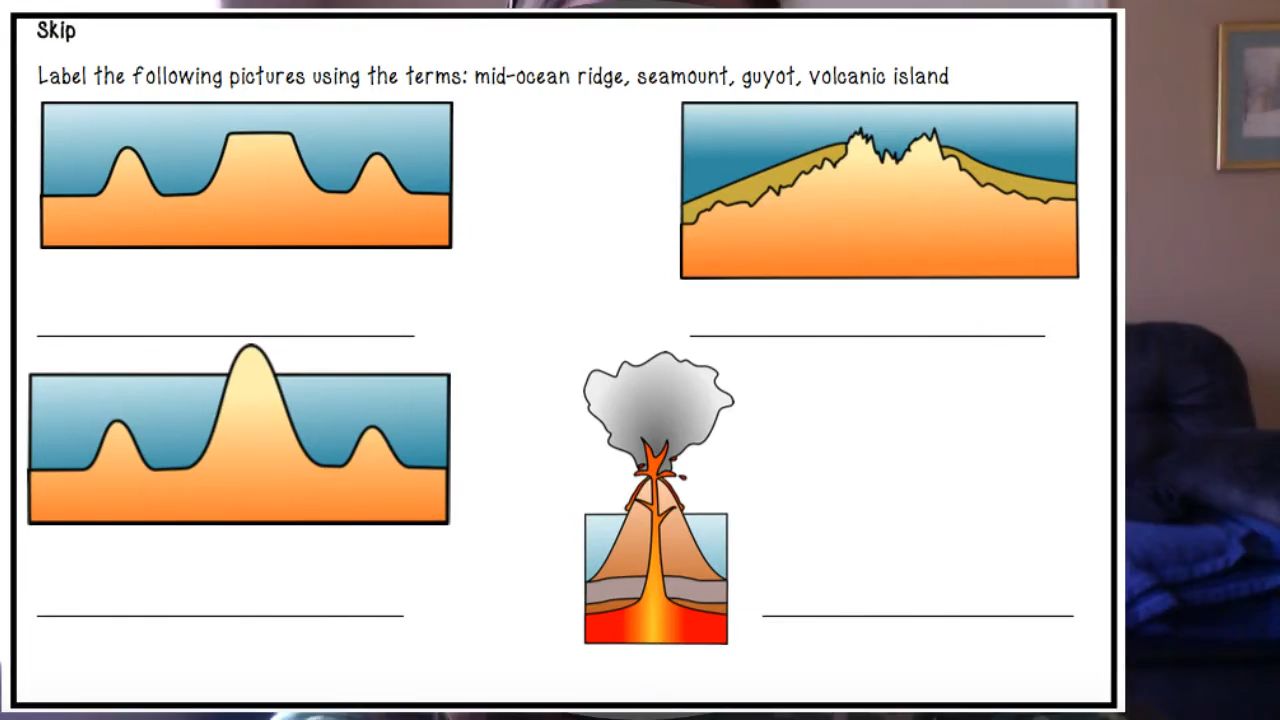 Skip
Label the following pictures using the terms: mid-ocean ridge, seamount, guyot, volcanic island